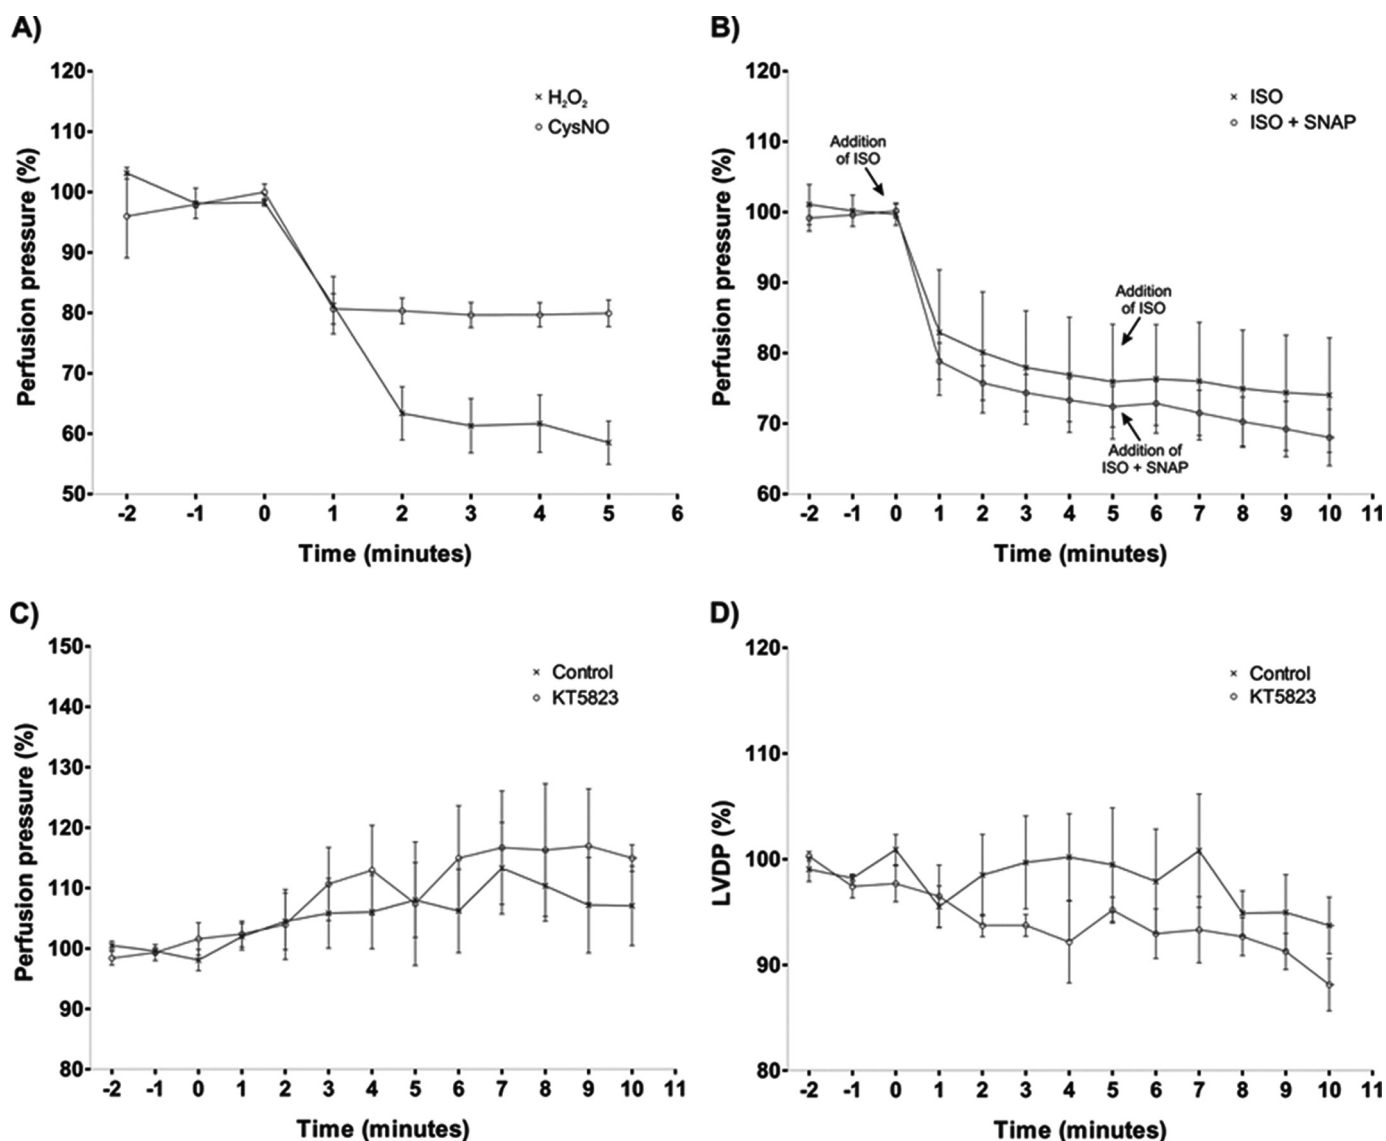 A)
120
110
100
90
80
70
60
50
Perfusion pressure (%)
H₂O₂
CysNO
-2 -1 0 1 2 3 4 5 6
Time (minutes)
B)
120
110
100
90
80
70
60
Perfusion pressure (%)
ISO
ISO + SNAP
Addition
of ISO
Addition
of ISO
Addition of
ISO + SNAP
-2 -1 0 1 2 3 4 5 6 7 8 9 10 11
Time (minutes)
C)
150
140
130
120
110
100
90
80
Perfusion pressure (%)
Control
KT5823
-2 -1 0 1 2 3 4 5 6 7 8 9 10 11
Time (minutes)
D)
120
110
100
90
80
LVDP (%)
Control
KT5823
-2 -1 0 1 2 3 4 5 6 7 8 9 10 11
Time (minutes)